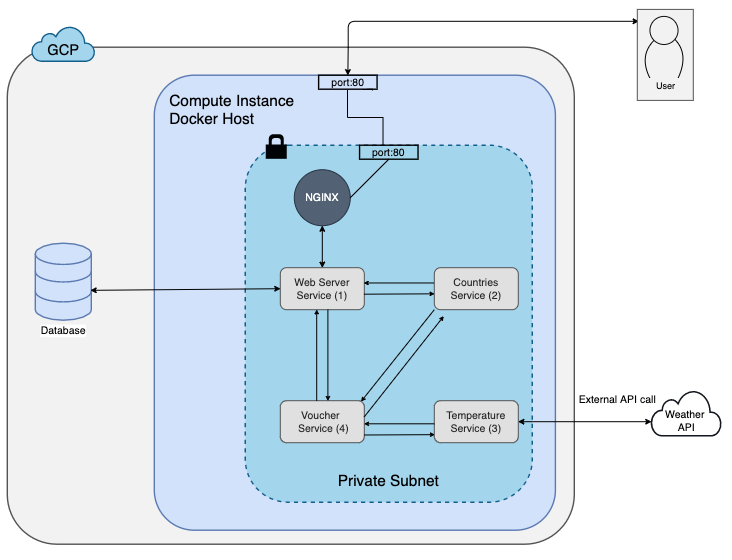 GCP
port:80
User
Compute Instance
Docker Host
port:80
NGINX
Web Server
Service (1)
Countries
Service (2)
Database
External API call
Voucher
Service (4)
Temperature
Service (3)
Weather
API
Private Subnet